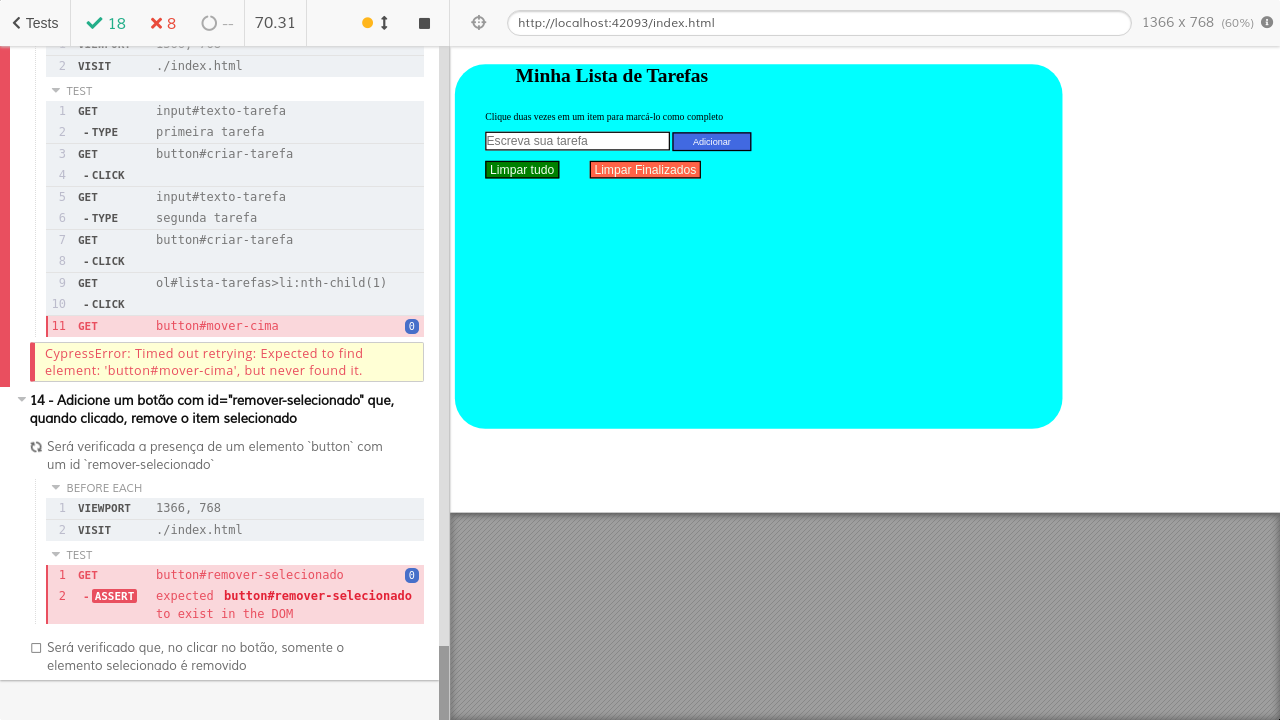 Tests 18 8 -- 70.31
http://localhost:42093/index.html 1366 x 768 (60%)
2 VISIT ./index.html
TEST
1 GET input#texto-tarefa
2 - TYPE primeira tarefa
3 GET button#criar-tarefa
4 - CLICK
5 GET input#texto-tarefa
6 - TYPE segunda tarefa
7 GET button#criar-tarefa
8 - CLICK
9 GET ol#lista-tarefas>li:nth-child(1)
10 - CLICK
11 GET button#mover-cima 0
CypressError: Timed out retrying: Expected to find
element: 'button#mover-cima', but never found it.
14 - Adicione um botão com id="remover-selecionado" que,
quando clicado, remove o item selecionado
Será verificada a presença de um elemento `button` com
um id `remover-selecionado`
BEFORE EACH
1 VIEWPORT 1366, 768
2 VISIT ./index.html
TEST
1 GET button#remover-selecionado 0
2 - ASSERT expected button#remover-selecionado
to exist in the DOM
Será verificado que, no clicar no botão, somente o
elemento selecionado é removido
Minha Lista de Tarefas
Clique duas vezes em um item para marcá-lo como completo
Escreva sua tarefa Adicionar
Limpar tudo Limpar Finalizados